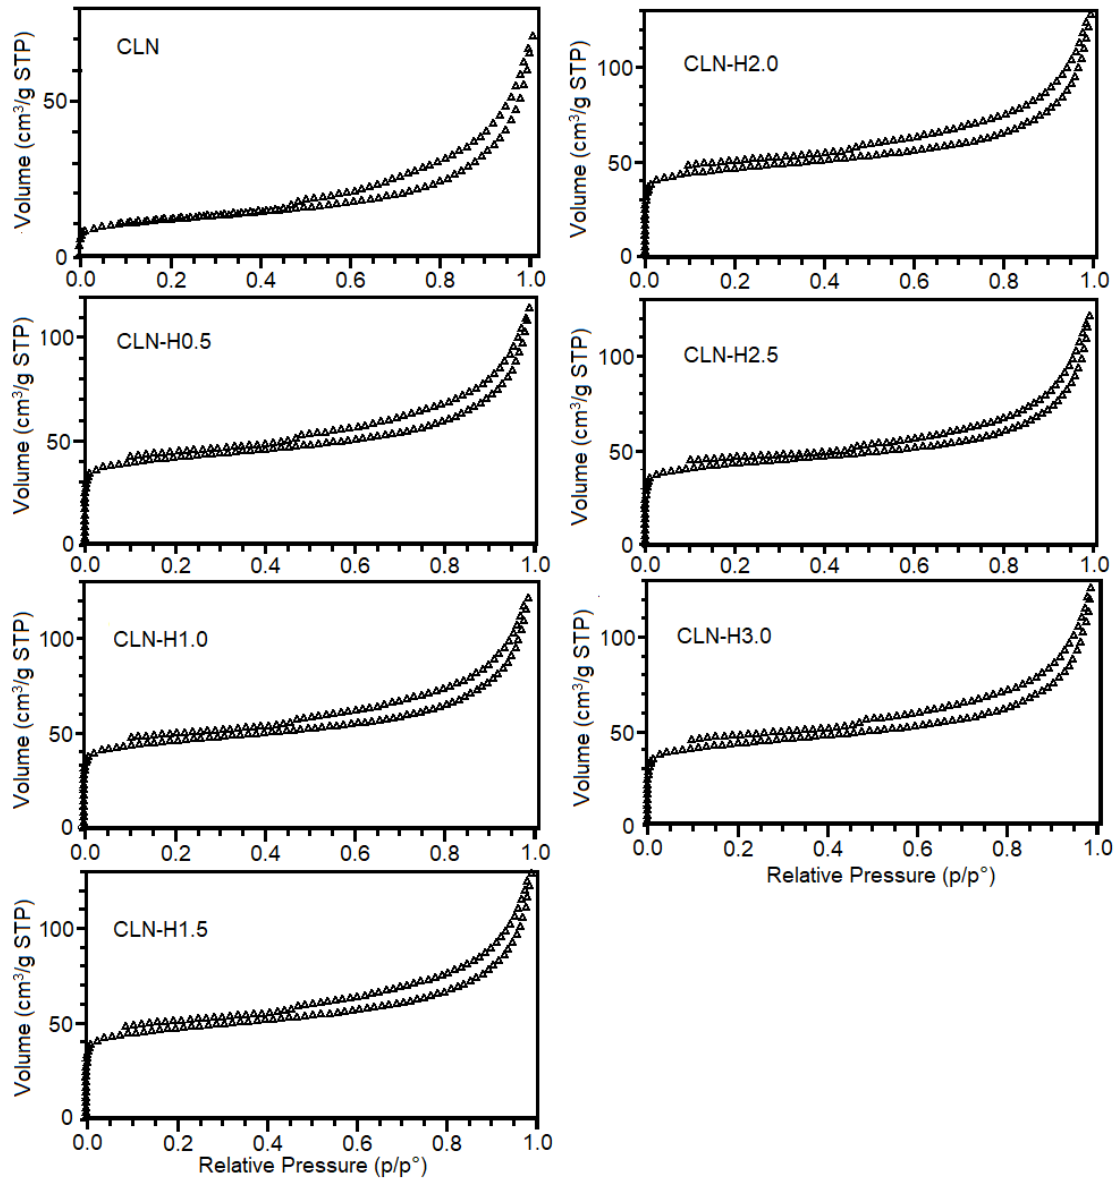 CLN
Volume (cm³/g STP)
50
0
0.0 0.2 0.4 0.6 0.8 1.0
CLN-H2.0
Volume (cm³/g STP)
100
50
0
0.0 0.2 0.4 0.6 0.8 1.0
CLN-H0.5
Volume (cm³/g STP)
100
50
0
0.0 0.2 0.4 0.6 0.8 1.0
CLN-H2.5
Volume (cm³/g STP)
100
50
0
0.0 0.2 0.4 0.6 0.8 1.0
CLN-H1.0
Volume (cm³/g STP)
100
50
0
0.0 0.2 0.4 0.6 0.8 1.0
CLN-H3.0
Volume (cm³/g STP)
100
50
0
0.0 0.2 0.4 0.6 0.8 1.0
Relative Pressure (p/p°)
CLN-H1.5
Volume (cm³/g STP)
100
50
0
0.0 0.2 0.4 0.6 0.8 1.0
Relative Pressure (p/p°)